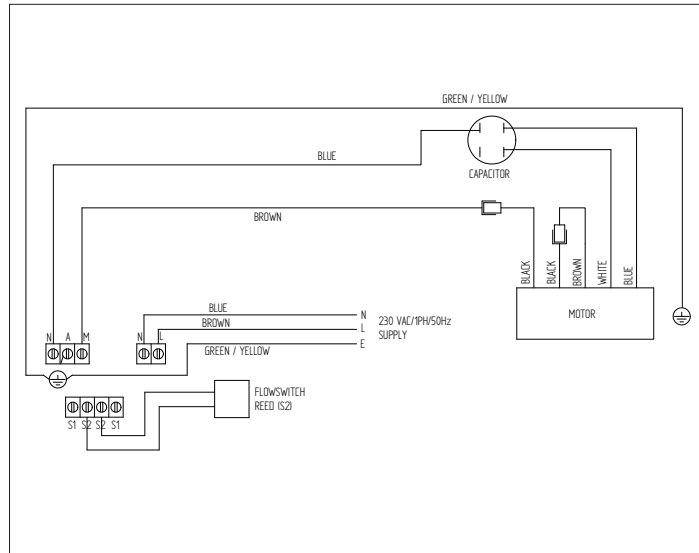 GREEN / YELLOW
BLUE
CAPACITOR
BROWN
BLACK
BLACK
BROWN
WHITE
BLUE
MOTOR
BLUE
BROWN
GREEN / YELLOW
N
L
E
230 VAC/1PH/50Hz
SUPPLY
N A M
N L
FLOWSWITCH
REED (S2)
S1 S2 S2 S1